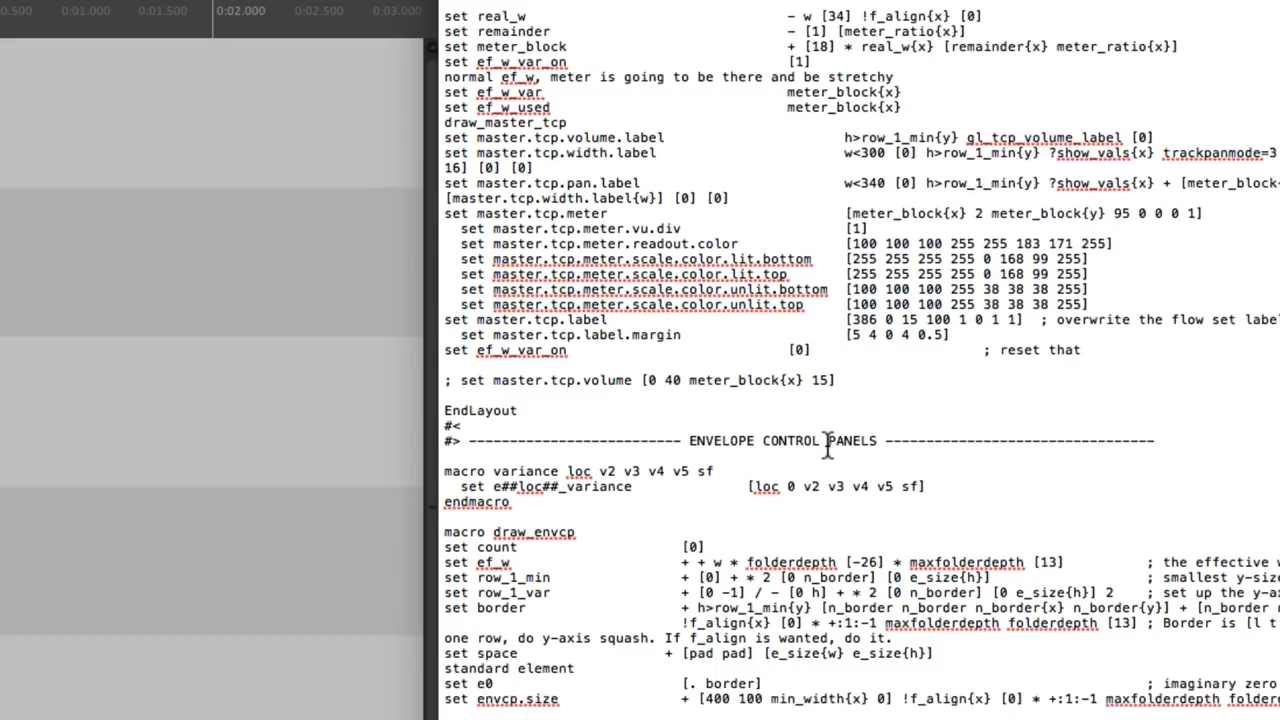 0.500 0:01.000 0:01.500 0:02.000 0:02.500 0:03.000
set real_w - w [34] !f_align{x} [0]
set remainder - [1] [meter_ratio{x}]
set meter_block + [18] * real_w{x} [remainder{x} meter_ratio{x}]
set ef_w_var_on [1]
normal ef_w, meter is going to be there and be stretchy
set ef_w_var meter_block{x}
set ef_w_used meter_block{x}
draw_master_tcp
set master.tcp.volume.label h>row_1_min{y} gl_tcp_volume_label [0]
set master.tcp.width.label w<300 [0] h>row_1_min{y} ?show_vals{x} trackpanmode=3
16] [0] [0]
set master.tcp.pan.label w<340 [0] h>row_1_min{y} ?show_vals{x} + [meter_block
[master.tcp.width.label{w}] [0] [0]
set master.tcp.meter [meter_block{x} 2 meter_block{y} 95 0 0 0 1]
set master.tcp.meter.vu.div [1]
set master.tcp.meter.readout.color [100 100 100 255 255 183 171 255]
set master.tcp.meter.scale.color.lit.bottom [255 255 255 255 0 168 99 255]
set master.tcp.meter.scale.color.lit.top [255 255 255 255 0 168 99 255]
set master.tcp.meter.scale.color.unlit.bottom [100 100 100 255 38 38 38 255]
set master.tcp.meter.scale.color.unlit.top [100 100 100 255 38 38 38 255]
set master.tcp.label [386 0 15 100 1 0 1 1] ; overwrite the flow set labe
set master.tcp.label.margin [5 4 0 4 0.5]
set ef_w_var_on [0] ; reset that
; set master.tcp.volume [0 40 meter_block{x} 15]
EndLayout
#<
#> -------------------------- ENVELOPE CONTROL PANELS ---------------------------------
macro variance loc v2 v3 v4 v5 sf
set e##loc##_variance [loc 0 v2 v3 v4 v5 sf]
endmacro
macro draw_envcp
set count [0]
set ef_w + + w * folderdepth [-26] * maxfolderdepth [13] ; the effective w
set row_1_min + [0] + * 2 [0 n_border] [0 e_size{h}] ; smallest y-siz
set row_1_var + [0 -1] / - [0 h] + * 2 [0 n_border] [0 e_size{h}] 2 ; set up the y-ax
set border + h>row_1_min{y} [n_border n_border n_border{x} n_border{y}] + [n_border n
!f_align{x} [0] * +:1:-1 maxfolderdepth folderdepth [13] ; Border is [l t
one row, do y-axis squash. If f_align is wanted, do it.
set space + [pad pad] [e_size{w} e_size{h}]
standard element
set e0 [. border] ; imaginary zero
set envcp.size + [400 100 min_width{x} 0] !f_align{x} [0] * +:1:-1 maxfolderdepth folder